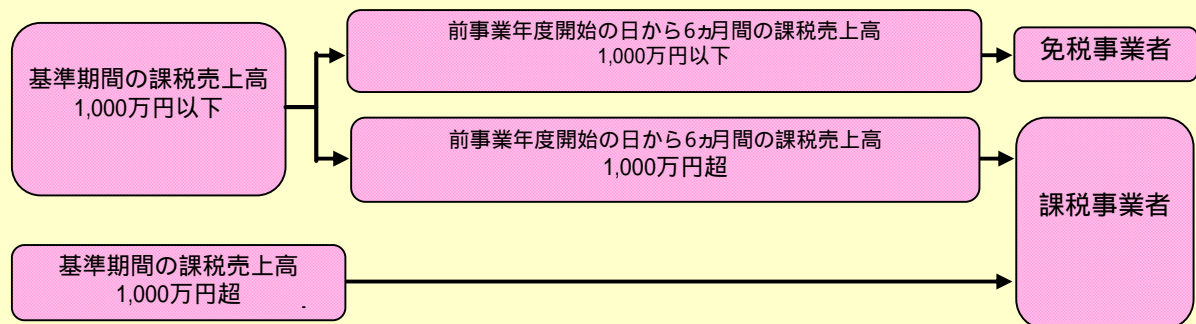 前事業年度開始の日から6ヵ月間の課税売上高
1,000万円以下
免税事業者
基準期間の課税売上高
1,000万円以下
前事業年度開始の日から6ヵ月間の課税売上高
1,000万円超
課税事業者
基準期間の課税売上高
1,000万円超